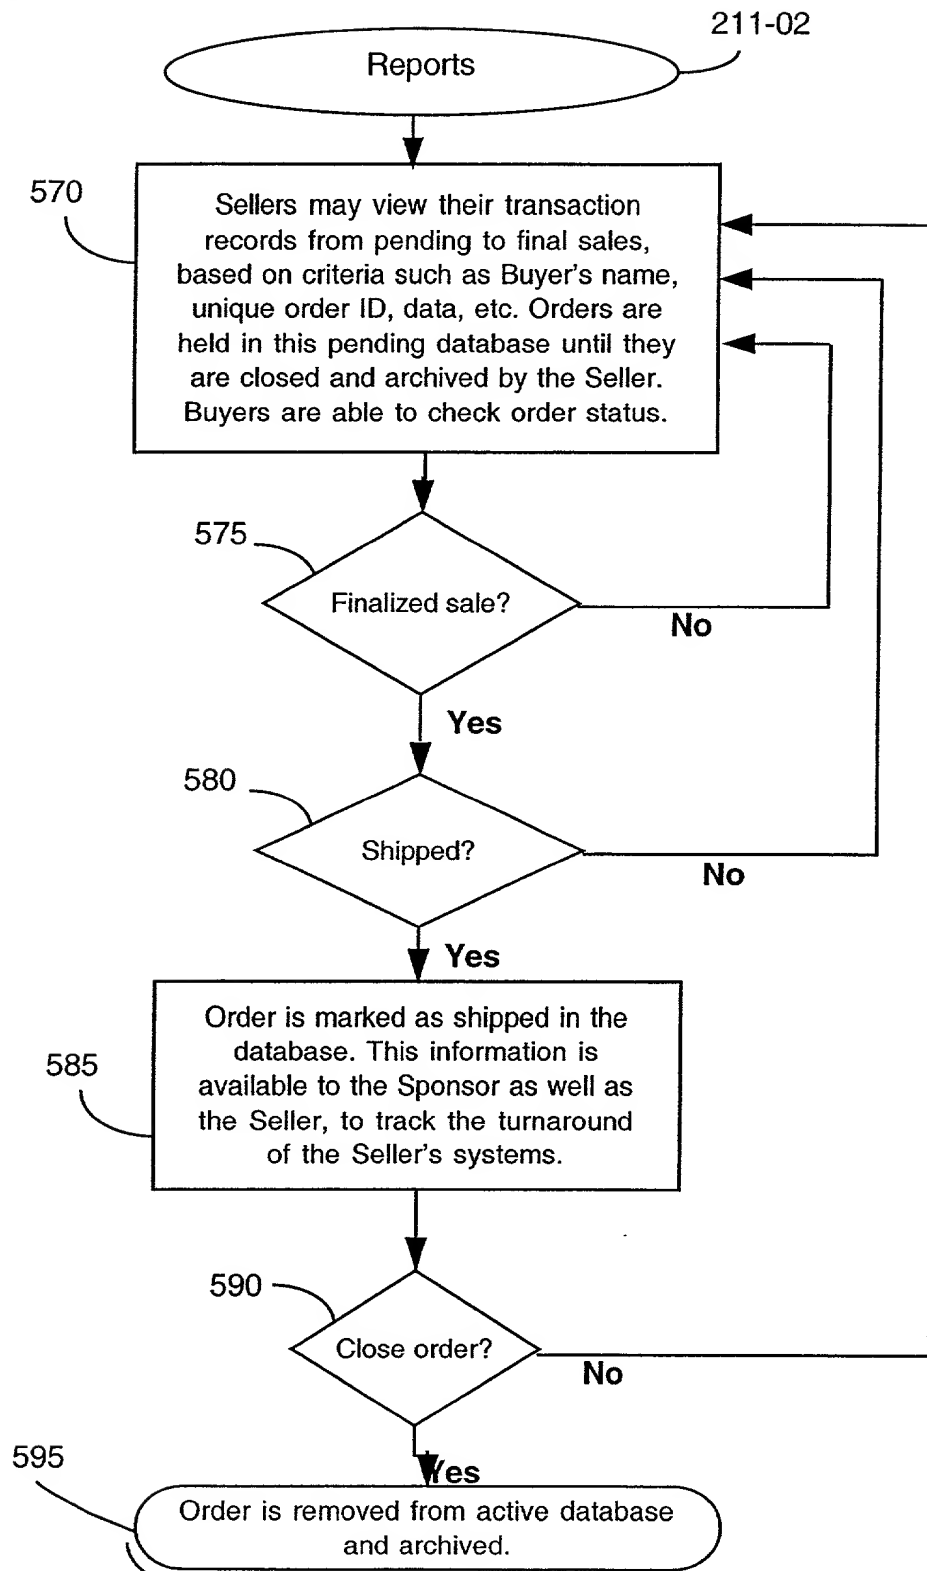 211-02
Reports
570
Sellers may view their transaction
records from pending to final sales,
based on criteria such as Buyer's name,
unique order ID, data, etc. Orders are
held in this pending database until they
are closed and archived by the Seller.
Buyers are able to check order status.
575
Finalized sale?
No
Yes
580
Shipped?
No
Yes
585
Order is marked as shipped in the
database. This information is
available to the Sponsor as well as
the Seller, to track the turnaround
of the Seller's systems.
590
Close order?
No
Yes
595
Order is removed from active database
and archived.